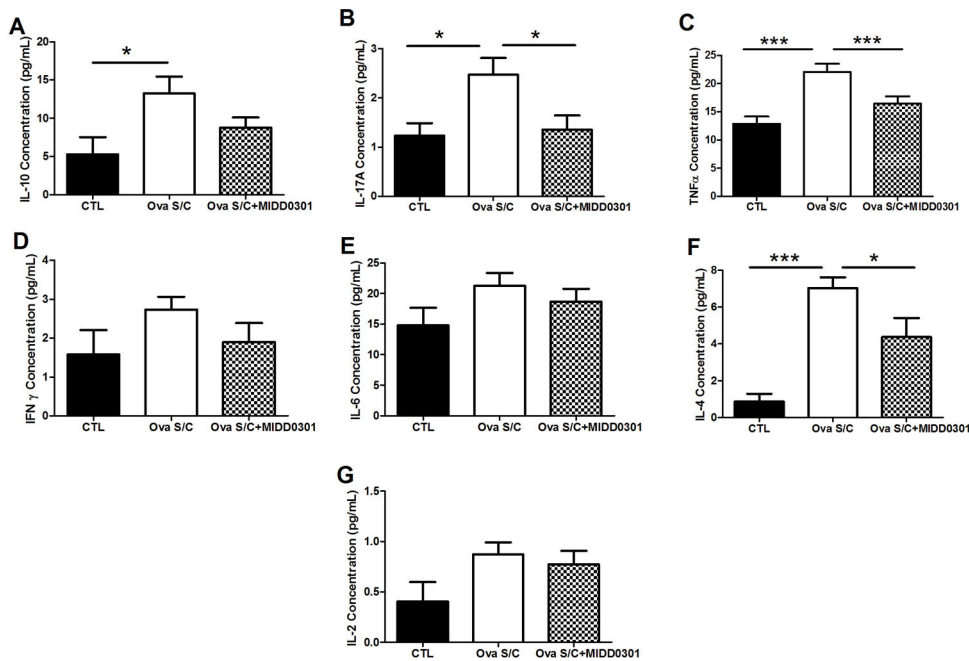 A
*
IL-10 Concentration (pg/mL)
20
15
10
5
0
CTL
Ova S/C
Ova S/C+MIDD0301
B
*
*
IL-17A Concentration (pg/mL)
3
2
1
0
CTL
Ova S/C
Ova S/C+MIDD0301
C
***
***
TNFα Concentration (pg/mL)
25
20
15
10
5
0
CTL
Ova S/C
Ova S/C+MIDD0301
D
IFN γ Concentration (pg/mL)
4
3
2
1
0
CTL
Ova S/C
Ova S/C+MIDD0301
E
IL-6 Concentration (pg/mL)
25
20
15
10
5
0
CTL
Ova S/C
Ova S/C+MIDD0301
F
***
*
IL-4 Concentration (pg/mL)
8
6
4
2
0
CTL
Ova S/C
Ova S/C+MIDD0301
G
IL-2 Concentration (pg/mL)
1.5
1.0
0.5
0.0
CTL
Ova S/C
Ova S/C+MIDD0301